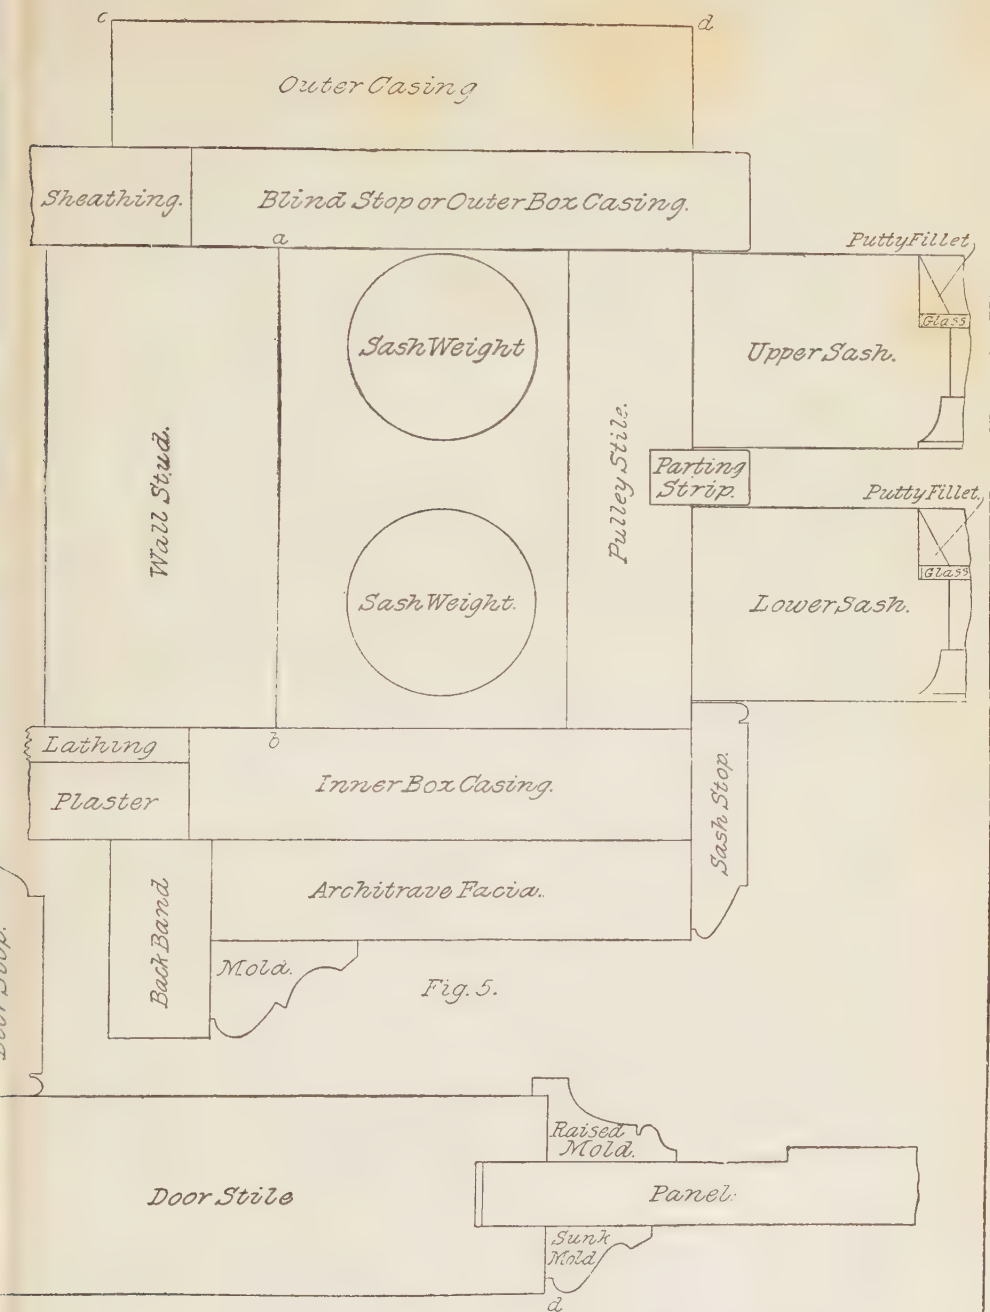 c
d
Outer Casing
Sheathing.
Blind Stop or Outer Box Casing.
a
Putty Fillet
Glass
Sash Weight
Upper Sash.
Wall Stud.
Pulley Stile.
Parting
Strip.
Putty Fillet.
Glass
Sash Weight.
Lower Sash.
Lathing
b
Plaster
Inner Box Casing.
Sash Stop.
Architrave Facia.
Back Band
Mold.
Fig. 5.
Door Stop.
Raised
Mold.
Door Stile
Panel.
Sunk
Mold
d